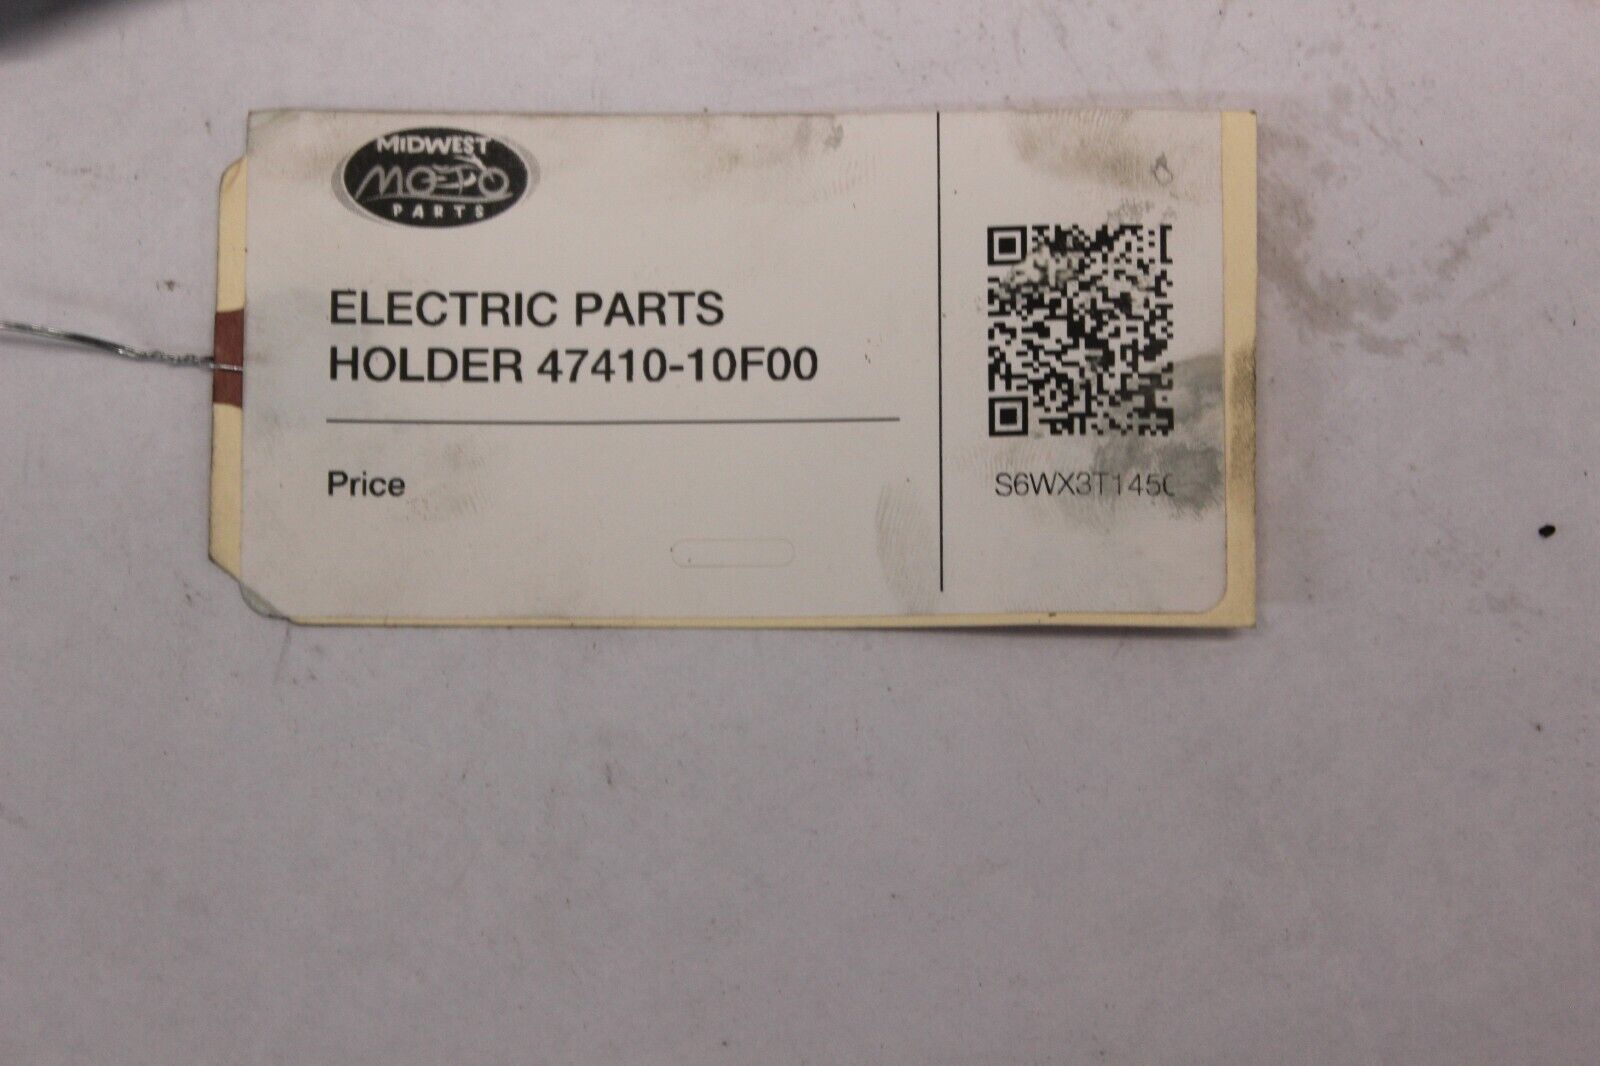 MiDWEST
MOTO
PARTS
ELECTRIC PARTS
HOLDER 47410-10F00
Price